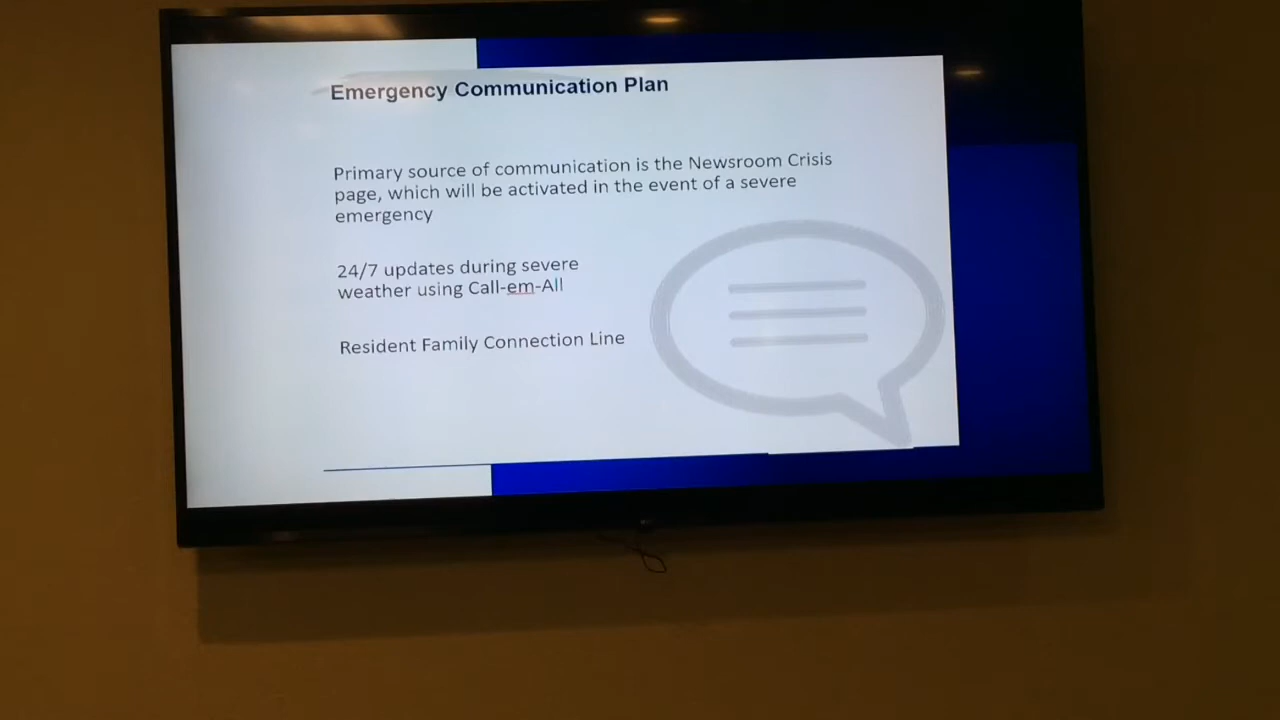 Emergency Communication Plan
Primary source of communication is the Newsroom Crisis
page, which will be activated in the event of a severe
emergency
24/7 updates during severe
weather using Call-em-All
Resident Family Connection Line